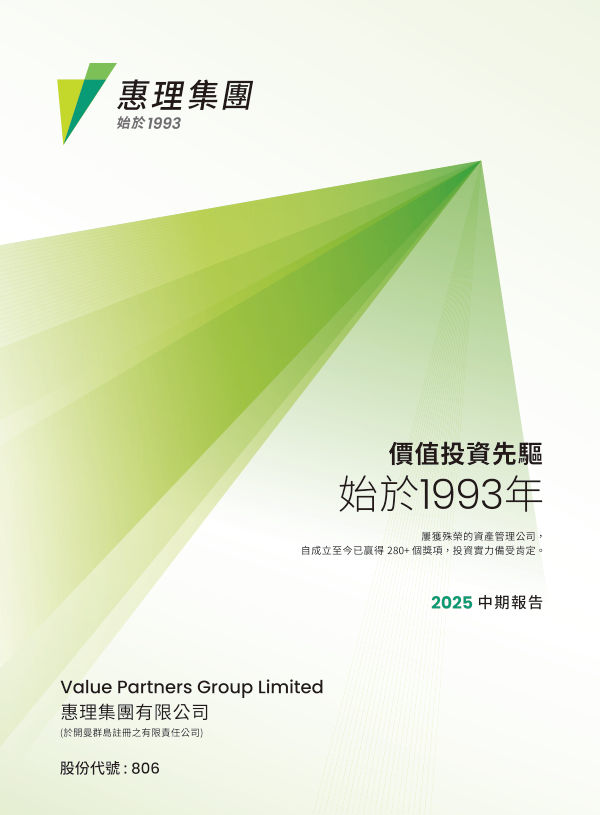 惠理集團
始於1993
價值投資先驅
始於1993年
屢獲殊榮的資產管理公司，
自成立至今已贏得 280+ 個獎項，投資實力備受肯定。
2025 中期報告
Value Partners Group Limited
惠理集團有限公司
(於開曼群島註冊之有限責任公司)
股份代號 : 806